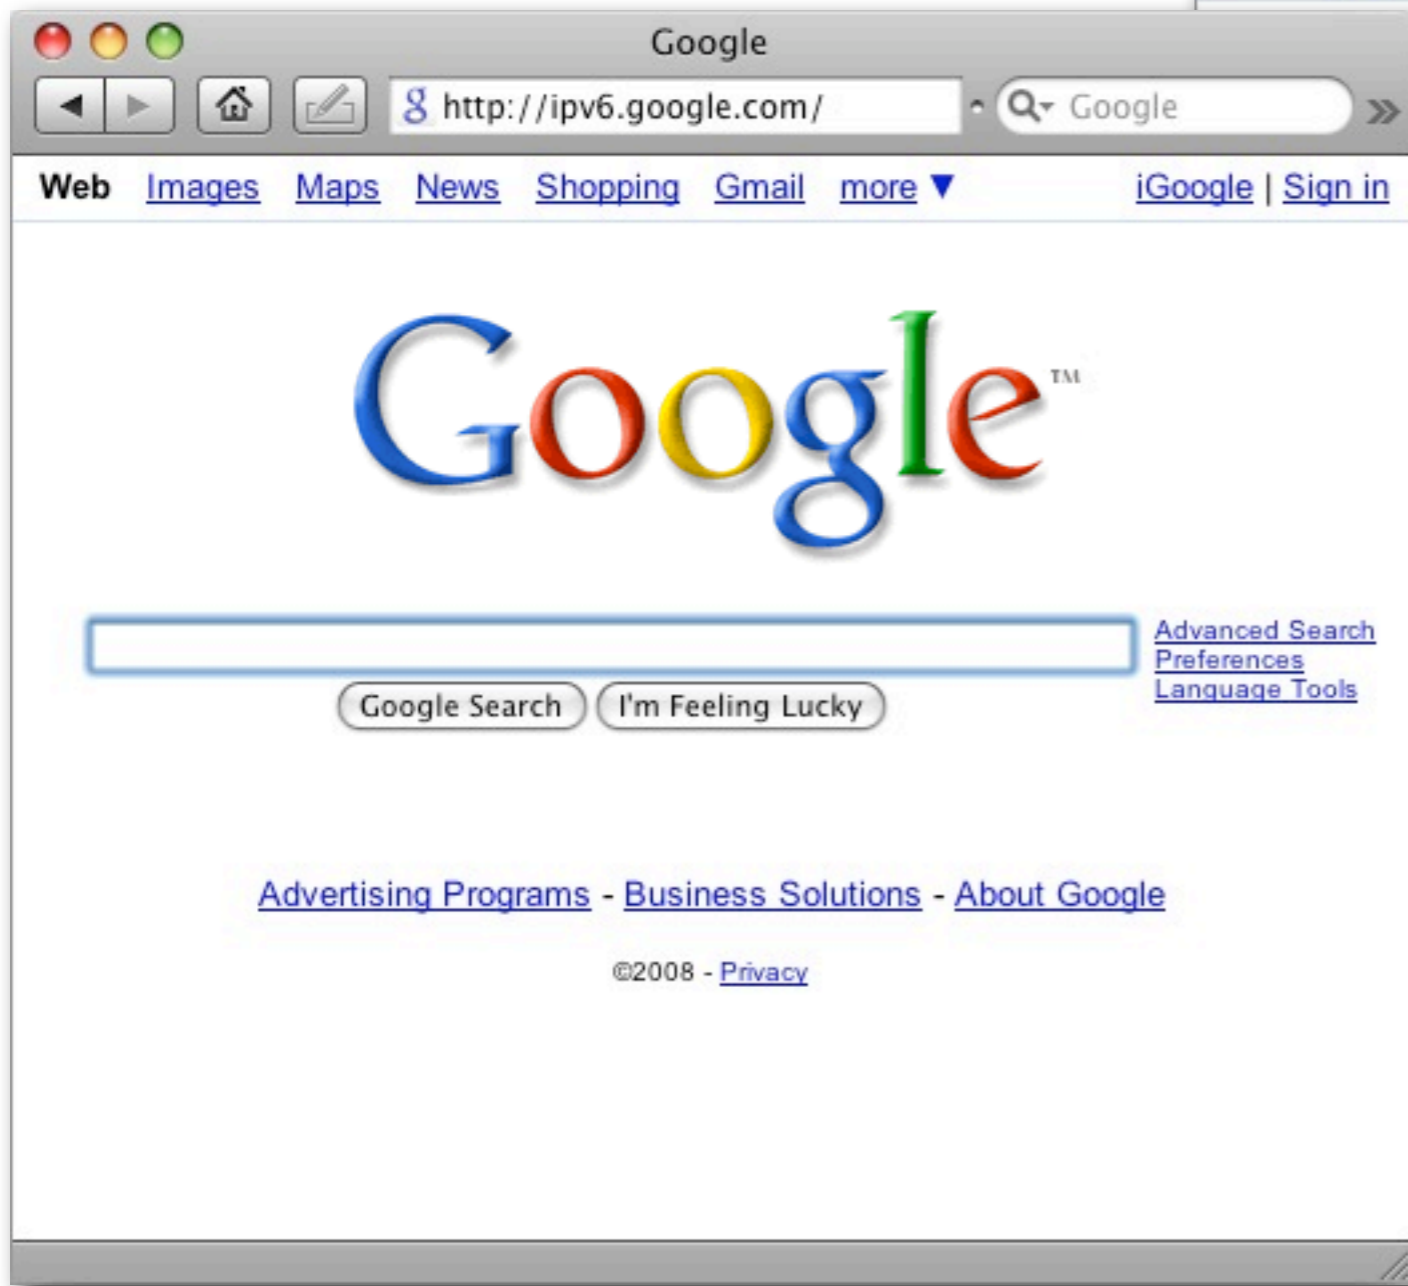 Google
g http://ipv6.google.com/ Google
Web Images Maps News Shopping Gmail more ▼ iGoogle | Sign in
Google™
Advanced Search
Preferences
Language Tools
Google Search I'm Feeling Lucky
Advertising Programs - Business Solutions - About Google
©2008 - Privacy